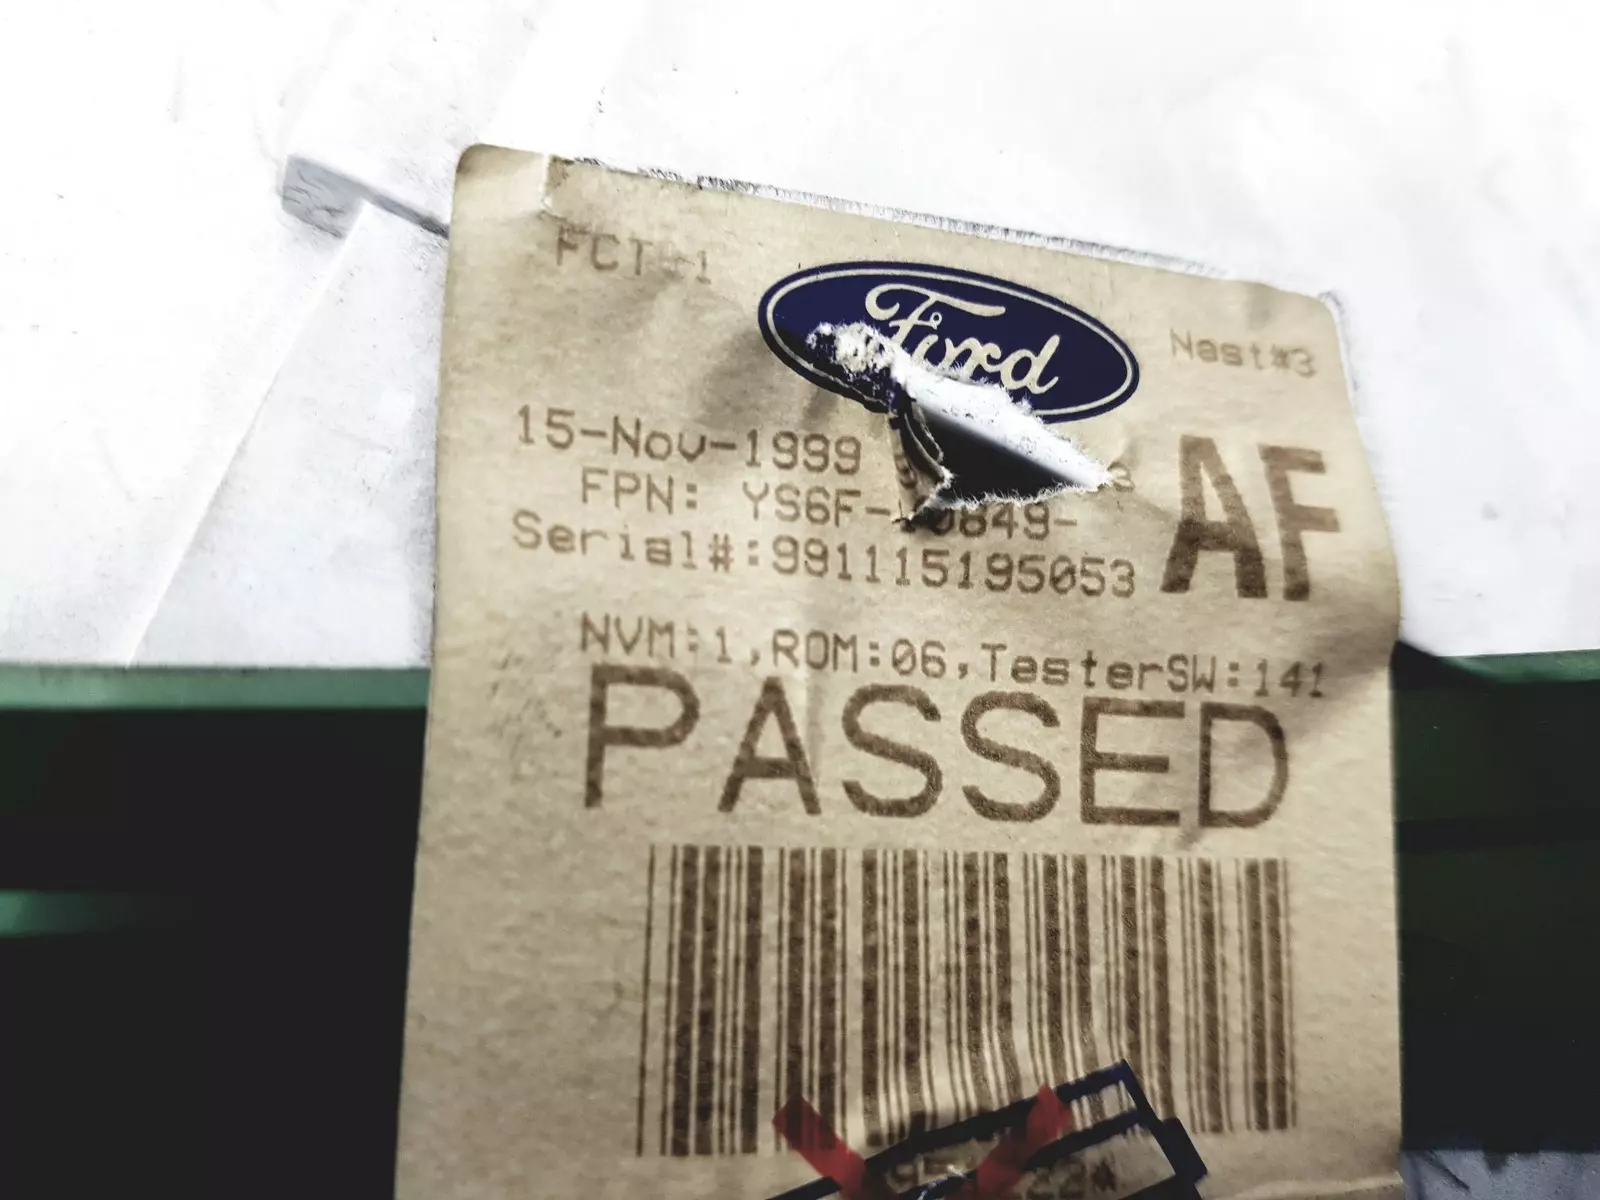 FCT-1
Ford
Nest#3
15-Nov-1999
AF
FPN: YS6F-
Serial#:991115195053
NVM:1,ROM:06,TesterSW:141
PASSED